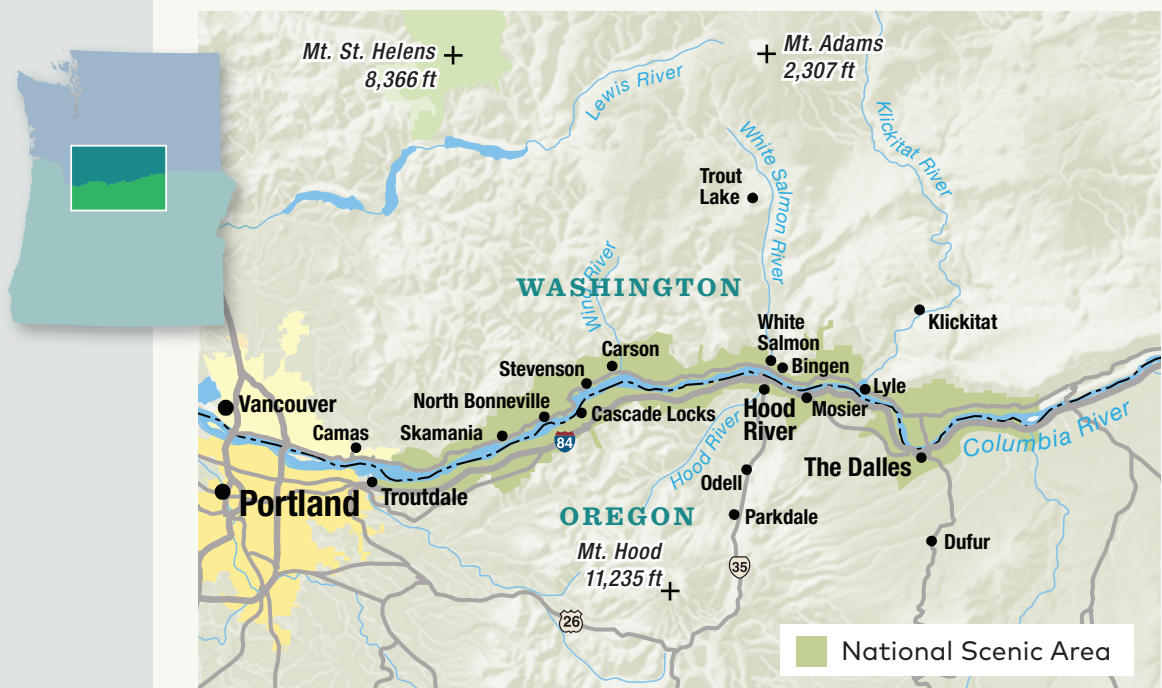 Mt. St. Helens
8,366 ft
Mt. Adams
2,307 ft
Lewis River
Klickitat River
White Salmon River
Trout
Lake
Wind River
WASHINGTON
Klickitat
White
Salmon
Carson
Bingen
Stevenson
Lyle
North Bonneville
Vancouver
Cascade Locks
Hood
River
Mosier
Camas
Skamania
84
Hood River
Columbia River
The Dalles
Odell
Portland
Troutdale
OREGON
Parkdale
Mt. Hood
11,235 ft
Dufur
35
26
National Scenic Area